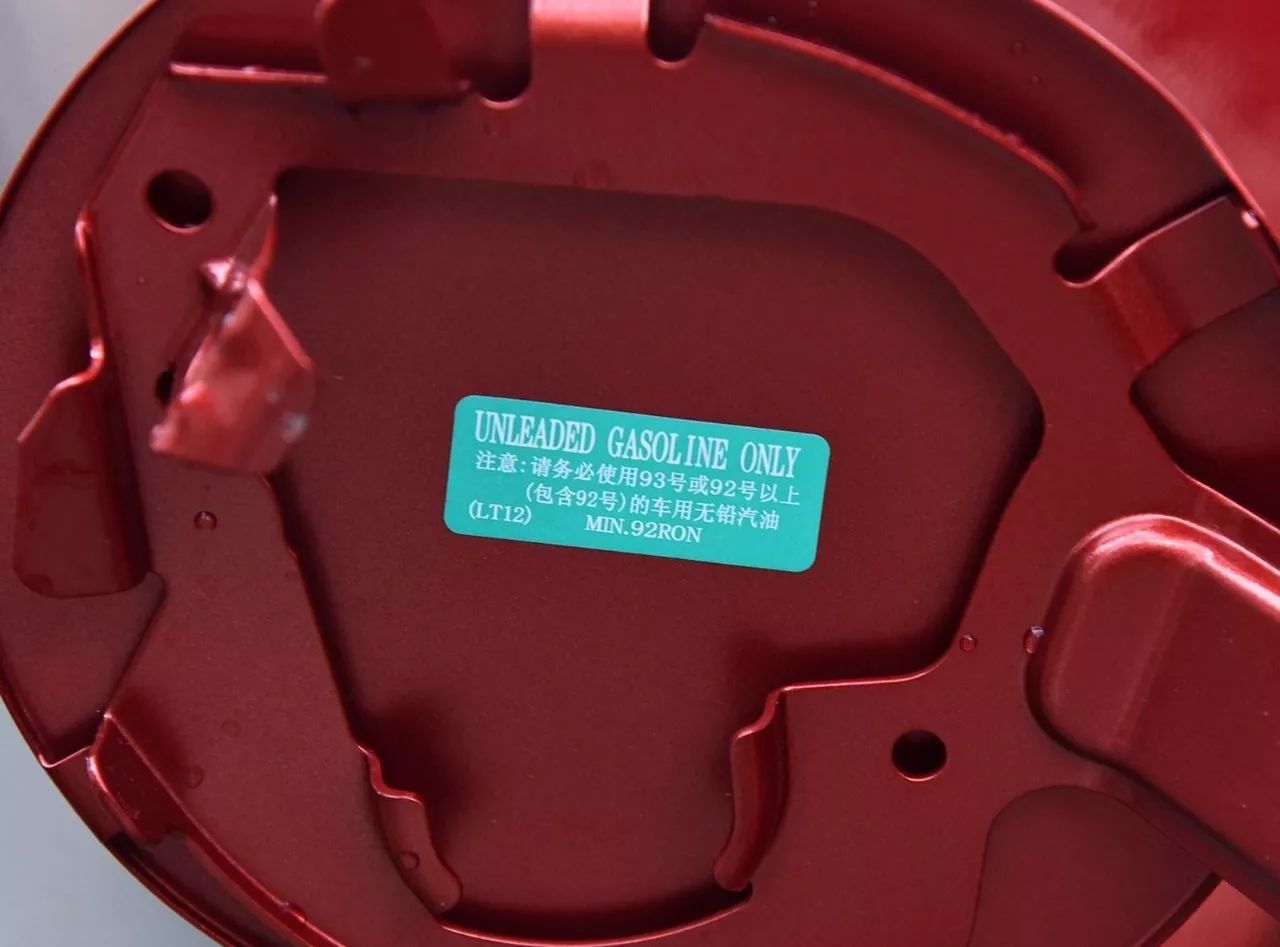 UNLEADED GASOLINE ONLY
注意:请务必使用93号或92号以上
(包含92号)的车用无铅汽油
(LT12) MIN.92RON